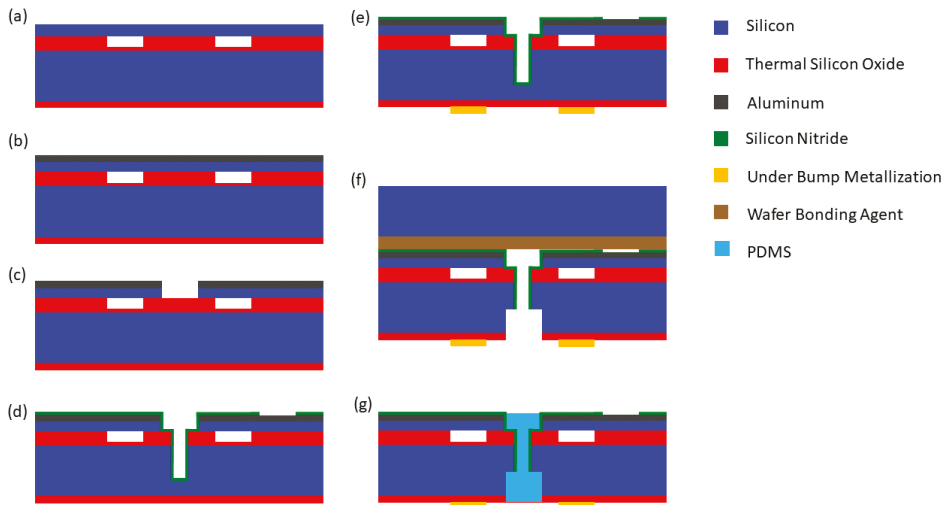 (a)
(b)
(c)
(d)
(e)
(f)
(g)
Silicon
Thermal Silicon Oxide
Aluminum
Silicon Nitride
Under Bump Metallization
Wafer Bonding Agent
PDMS